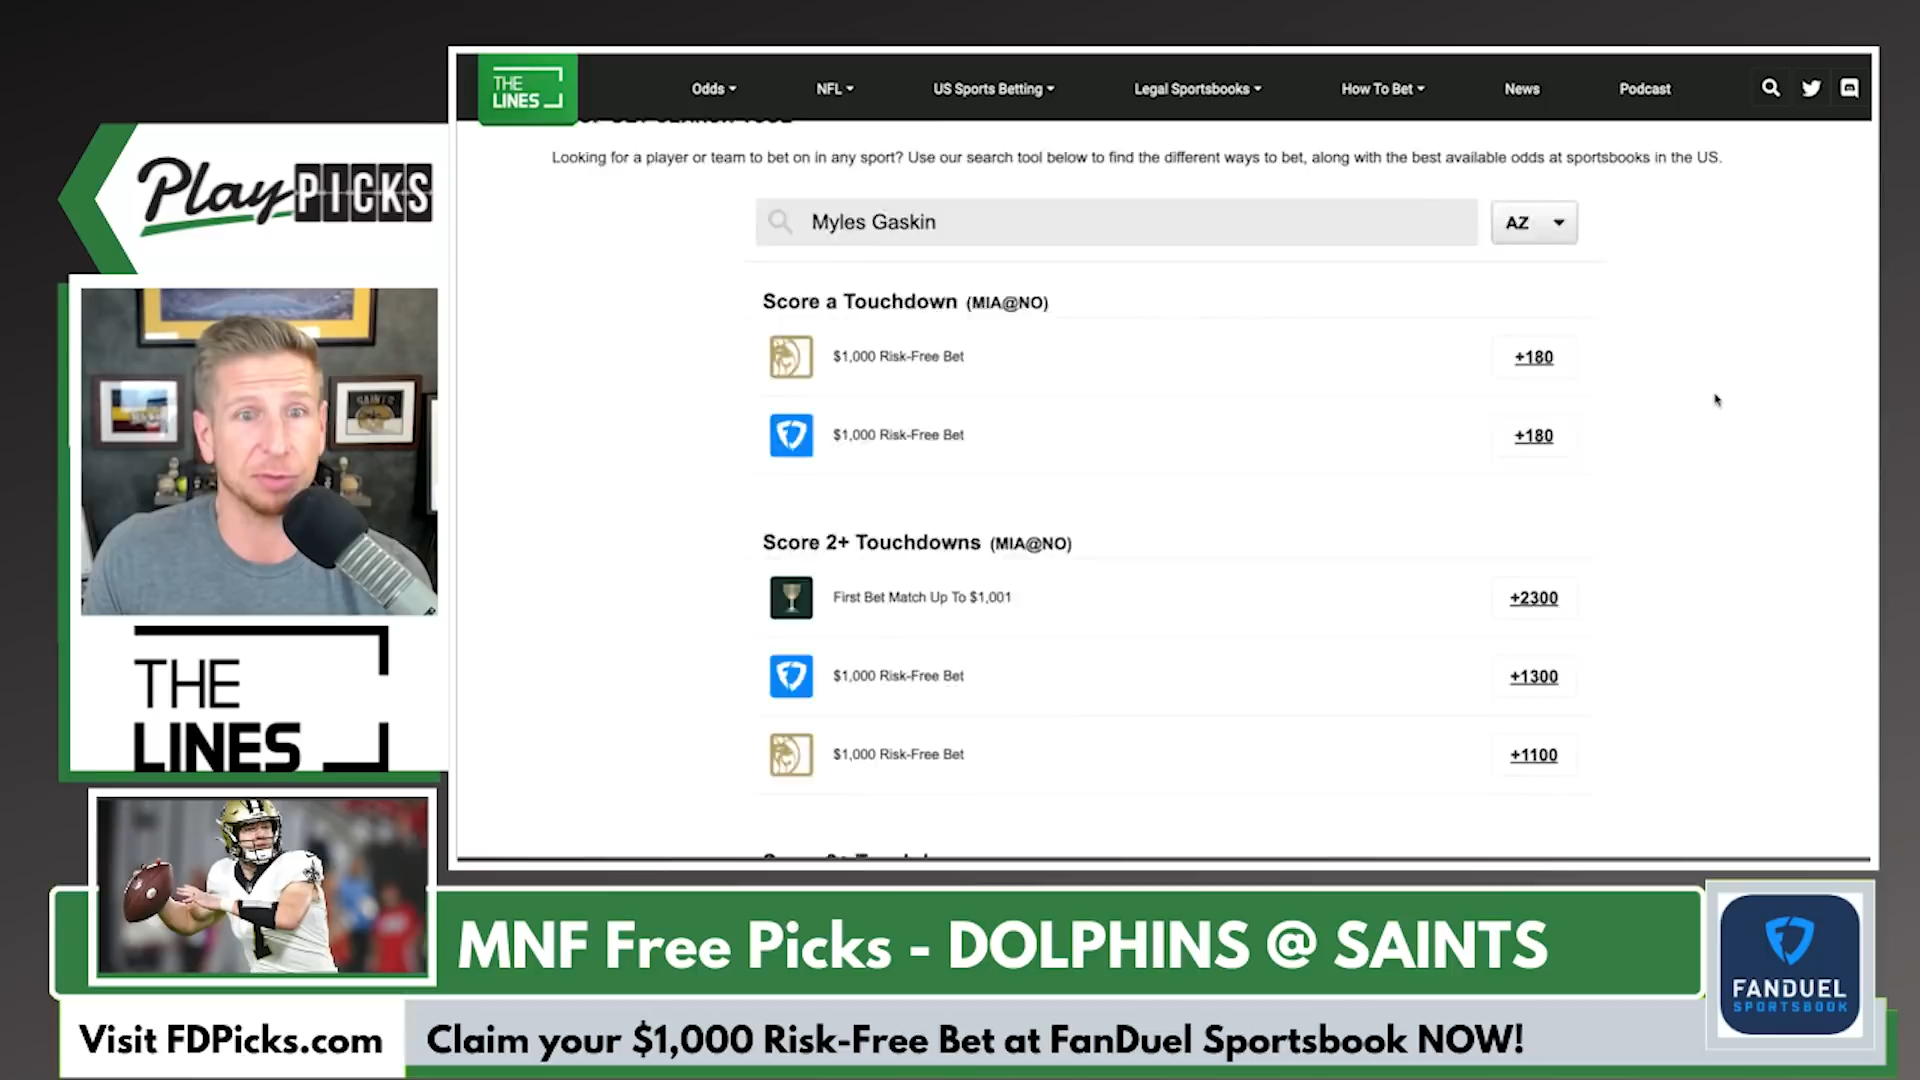 THE
LINES
Odds
NFL
US Sports Betting
Legal Sportsbooks
How To Bet
News
Podcast
Looking for a player or team to bet on in any sport? Use our search tool below to find the different ways to bet, along with the best available odds at sportsbooks in the US.
Play PICKS
Myles Gaskin
AZ
Score a Touchdown (MIA@NO)
$1,000 Risk-Free Bet
+180
$1,000 Risk-Free Bet
+180
SAINTS
Score 2+ Touchdowns (MIA@NO)
First Bet Match Up To $1,001
+2300
$1,000 Risk-Free Bet
+1300
$1,000 Risk-Free Bet
+1100
THE
LINES
MNF Free Picks - DOLPHINS @ SAINTS
FANDUEL
SPORTSBOOK
Visit FDPicks.com
Claim your $1,000 Risk-Free Bet at FanDuel Sportsbook NOW!